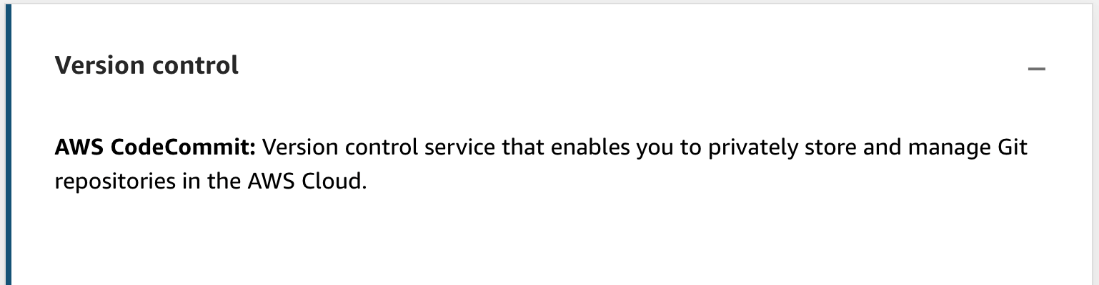 Version control
AWS CodeCommit: Version control service that enables you to privately store and manage Git
repositories in the AWS Cloud.